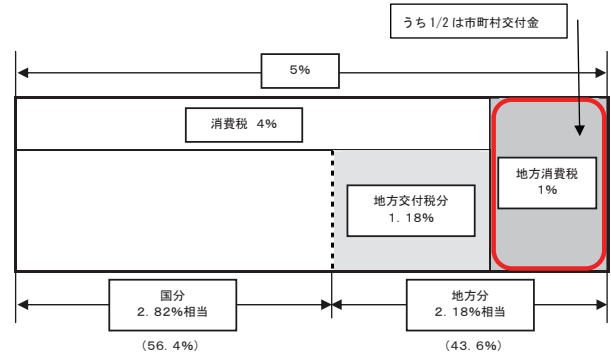 うち 1/2 は市町村交付金
5%
消費税 4%
地方消費税
1%
地方交付税分
1. 18%
国分
2. 82%相当
地方分
2. 18%相当
(56. 4%)
(43. 6%)